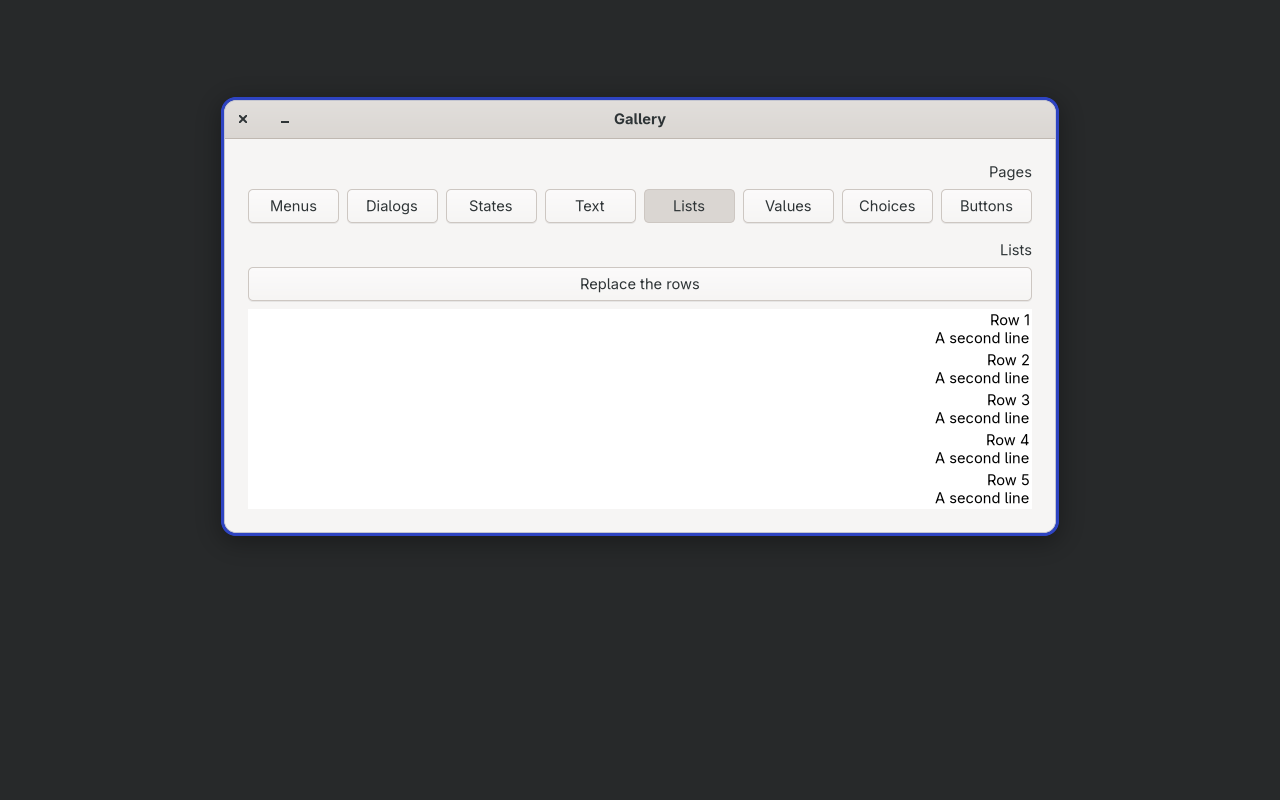 Gallery
Pages
Menus Dialogs States Text Lists Values Choices Buttons
Lists
Replace the rows
Row 1
A second line
Row 2
A second line
Row 3
A second line
Row 4
A second line
Row 5
A second line